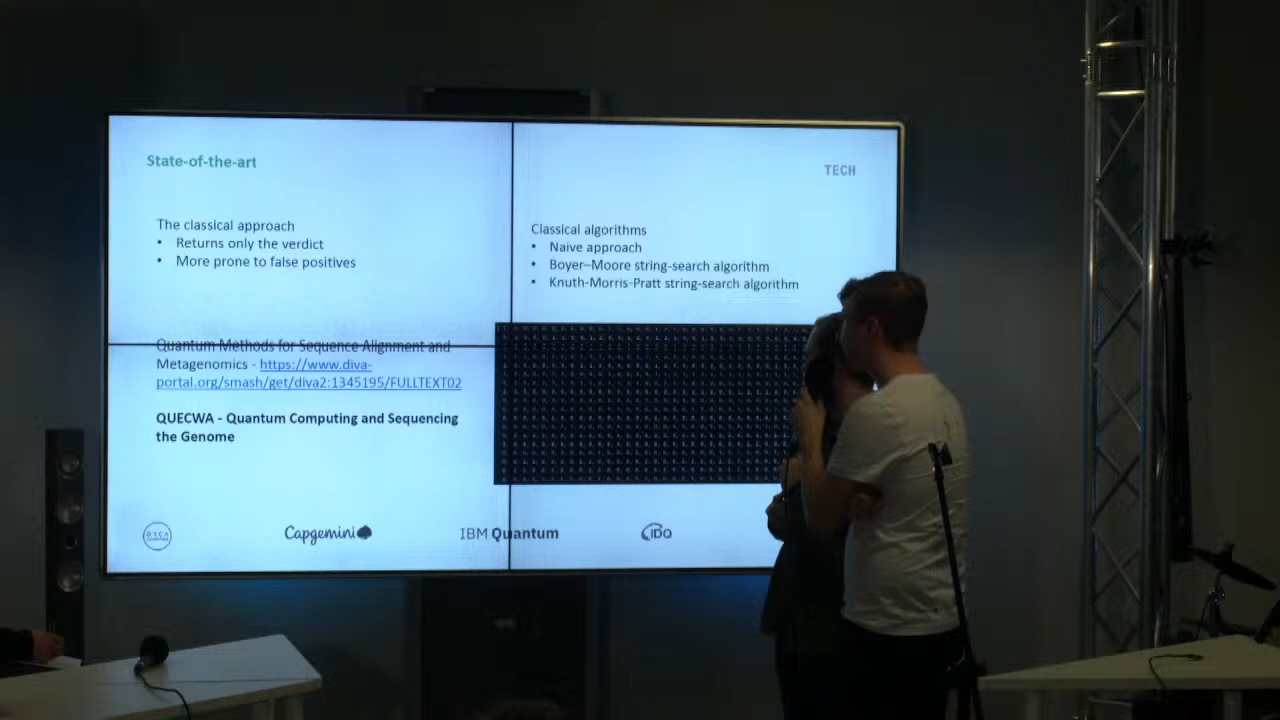 State-of-the-art
TECH
The classical approach
• Returns only the verdict
• More prone to false positives
Classical algorithms
• Naive approach
• Boyer–Moore string-search algorithm
• Knuth-Morris-Pratt string-search algorithm
Quantum Methods for Sequence Alignment and
Metagenomics - https://www.diva-
portal.org/smash/get/diva2:1345195/FULLTEXT02
QUECWA - Quantum Computing and Sequencing
the Genome
Capgemini
IBM Quantum
IDQ